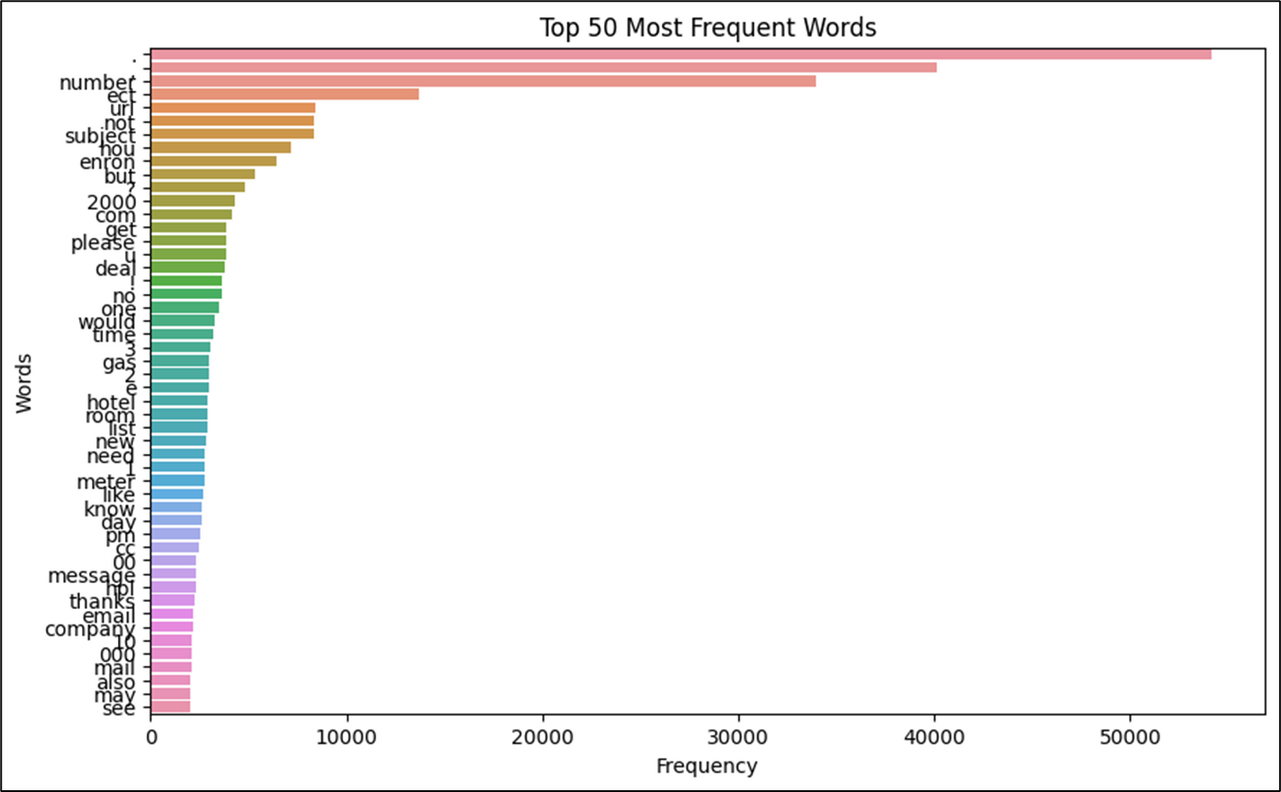 Top 50 Most Frequent Words
.
number
ect
url
not
subject
hou
enron
but
?
2000
com
get
please
u
deal
!
no
one
would
time
3
gas
2
e
hotel
room
list
new
need
1
meter
like
know
day
pm
cc
00
message
hpl
thanks
email
company
10
000
mail
also
may
see
Words
0 10000 20000 30000 40000 50000
Frequency